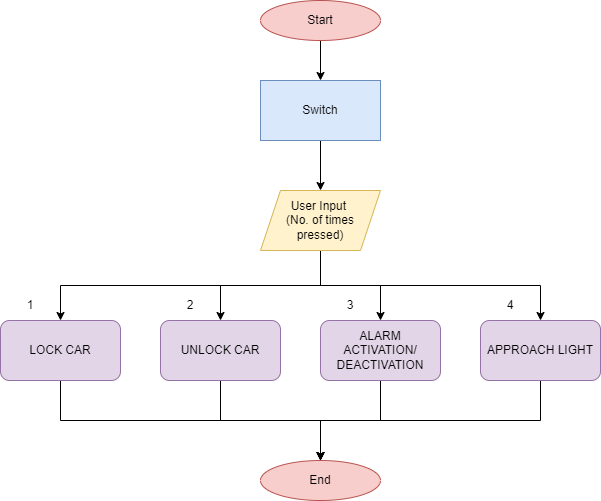 Start
Switch
User Input
(No. of times
pressed)
1
2
3
4
LOCK CAR
UNLOCK CAR
ALARM
ACTIVATION/
DEACTIVATION
APPROACH LIGHT
End